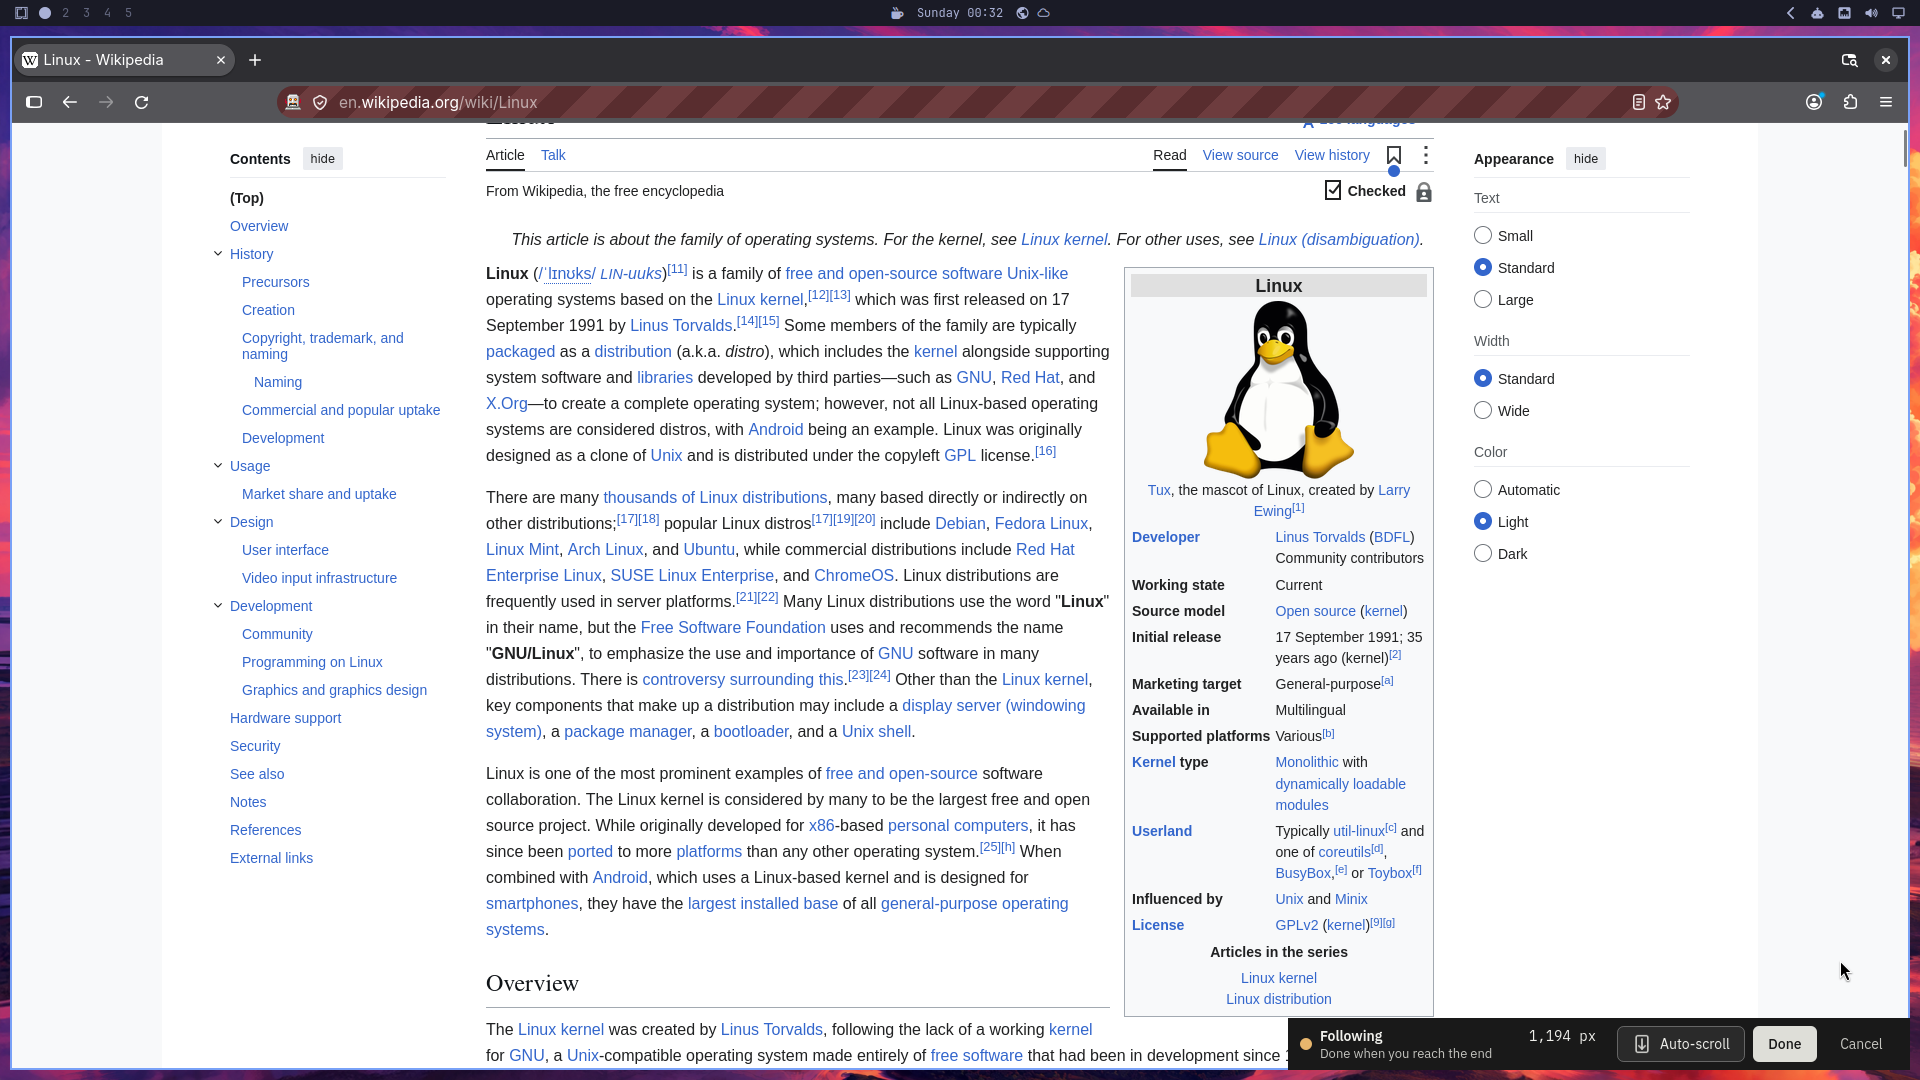 2 3 4 5
Sunday 00:32
Linux - Wikipedia
en.wikipedia.org/wiki/Linux
Contents hide
(Top)
Overview
History
Precursors
Creation
Copyright, trademark, and
naming
Naming
Commercial and popular uptake
Development
Usage
Market share and uptake
Design
User interface
Video input infrastructure
Development
Community
Programming on Linux
Graphics and graphics design
Hardware support
Security
See also
Notes
References
External links
Article Talk Read View source View history
From Wikipedia, the free encyclopedia
Checked
This article is about the family of operating systems. For the kernel, see Linux kernel. For other uses, see Linux (disambiguation).
Linux (/ˈlɪnʊks/ LIN-uuks)[11] is a family of free and open-source software Unix-like
operating systems based on the Linux kernel,[12][13] which was first released on 17
September 1991 by Linus Torvalds.[14][15] Some members of the family are typically
packaged as a distribution (a.k.a. distro), which includes the kernel alongside supporting
system software and libraries developed by third parties—such as GNU, Red Hat, and
X.Org—to create a complete operating system; however, not all Linux-based operating
systems are considered distros, with Android being an example. Linux was originally
designed as a clone of Unix and is distributed under the copyleft GPL license.[16]
There are many thousands of Linux distributions, many based directly or indirectly on
other distributions;[17][18] popular Linux distros[17][19][20] include Debian, Fedora Linux,
Linux Mint, Arch Linux, and Ubuntu, while commercial distributions include Red Hat
Enterprise Linux, SUSE Linux Enterprise, and ChromeOS. Linux distributions are
frequently used in server platforms.[21][22] Many Linux distributions use the word "Linux"
in their name, but the Free Software Foundation uses and recommends the name
"GNU/Linux", to emphasize the use and importance of GNU software in many
distributions. There is controversy surrounding this.[23][24] Other than the Linux kernel,
key components that make up a distribution may include a display server (windowing
system), a package manager, a bootloader, and a Unix shell.
Linux is one of the most prominent examples of free and open-source software
collaboration. The Linux kernel is considered by many to be the largest free and open
source project. While originally developed for x86-based personal computers, it has
since been ported to more platforms than any other operating system.[25][h] When
combined with Android, which uses a Linux-based kernel and is designed for
smartphones, they have the largest installed base of all general-purpose operating
systems.
Overview
The Linux kernel was created by Linus Torvalds, following the lack of a working kernel
for GNU, a Unix-compatible operating system made entirely of free software that had been in development since
Linux
Tux, the mascot of Linux, created by Larry
Ewing[1]
Developer Linus Torvalds (BDFL)
Community contributors
Working state Current
Source model Open source (kernel)
Initial release 17 September 1991; 35
years ago (kernel)[2]
Marketing target General-purpose[a]
Available in Multilingual
Supported platforms Various[b]
Kernel type Monolithic with
dynamically loadable
modules
Userland Typically util-linux[c] and
one of coreutils[d],
BusyBox,[e] or Toybox[f]
Influenced by Unix and Minix
License GPLv2 (kernel)[9][g]
Articles in the series
Linux kernel
Linux distribution
Appearance hide
Text
Small
Standard
Large
Width
Standard
Wide
Color
Automatic
Light
Dark
Following
Done when you reach the end
1,194 px
Auto-scroll
Done
Cancel